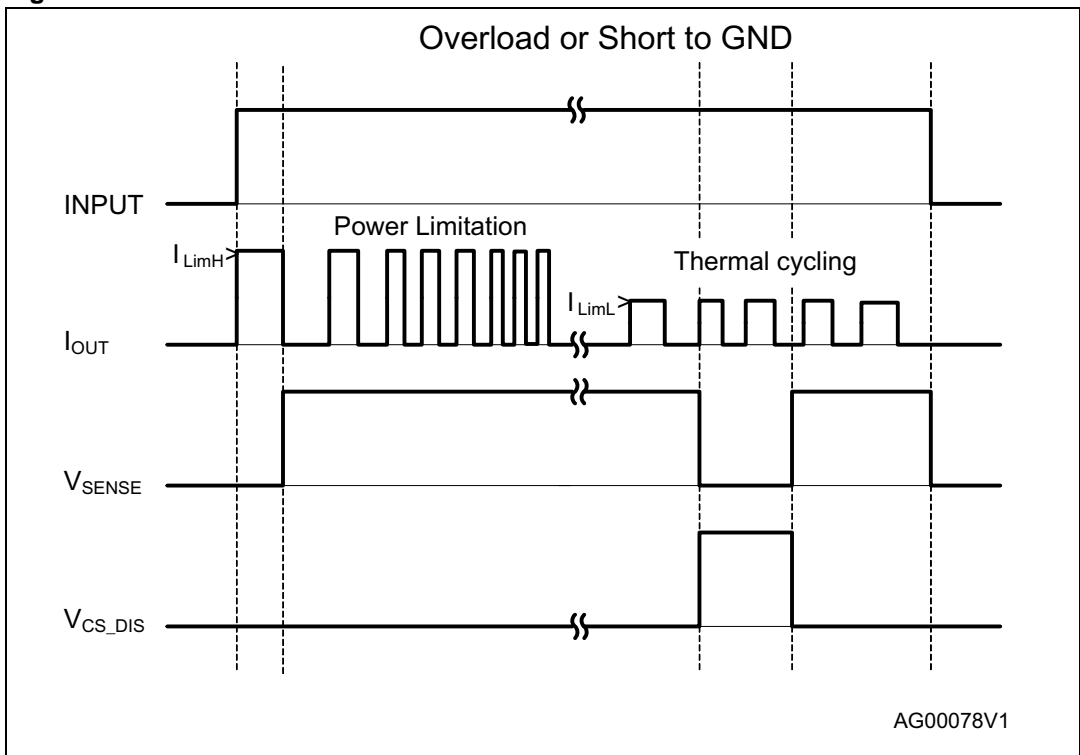 Overload or Short to GND
INPUT
Power Limitation
I LimH
Thermal cycling
I LimL
IOUT
VSENSE
VCS_DIS
AG00078V1